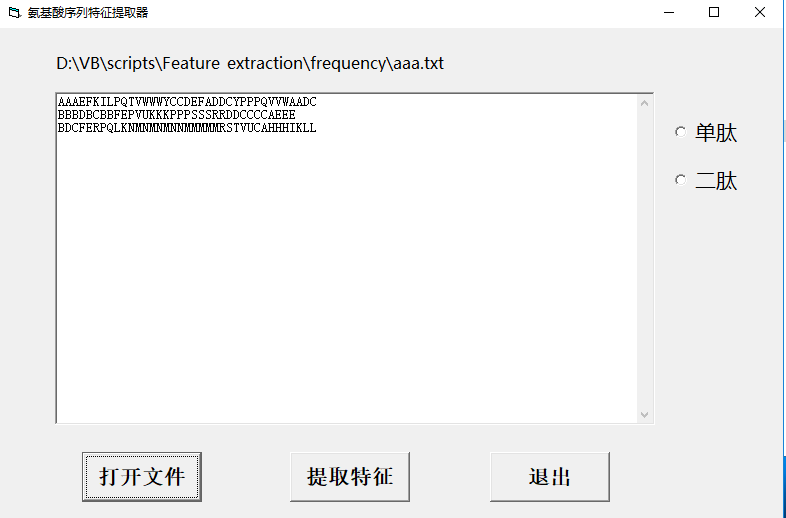 氨基酸序列特征提取器
D:\VB\scripts\Feature extraction\frequency\aaa.txt
AAAEFKILPQTVWWWYCCDEFADDCYPPPQVVWAADC
BBBDBCBBFEPVUKKKPPPSSSRRDDCCCCAEEE
BDCFERPQLKNMNMNMNNMMMMMRSTVUCAHHHIKLL
单肽
二肽
打开文件
提取特征
退出